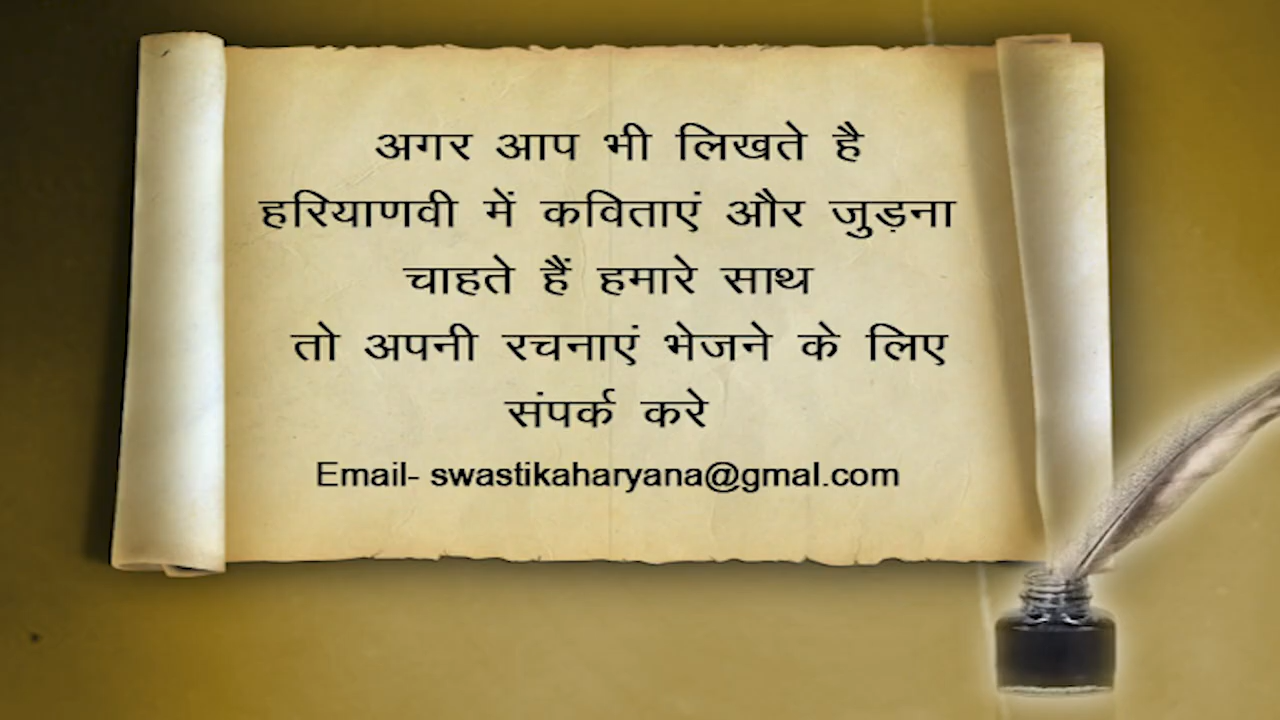 अगर आप भी लिखते है
हरियाणवी में कविताएं और जुड़ना
चाहते हैं हमारे साथ
तो अपनी रचनाएं भेजने के लिए
संपर्क करे
Email- swastikaharyana@gmal.com